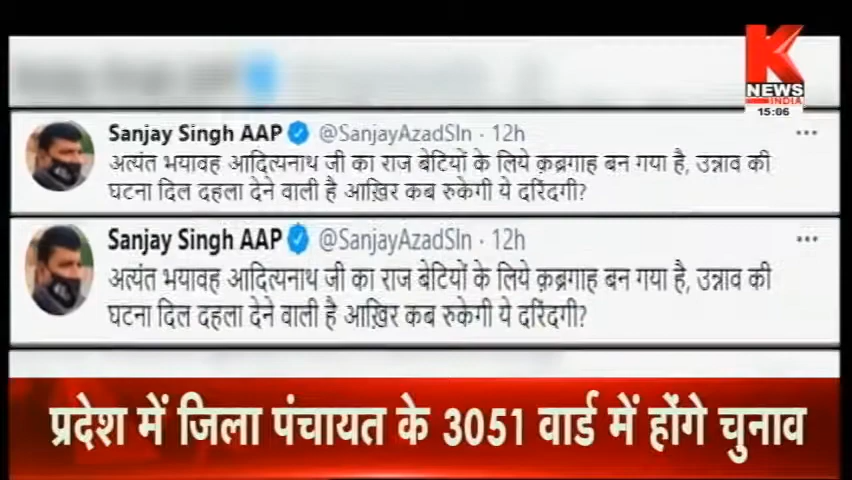 K
NEWS
INDIA
15:06
Sanjay Singh AAP @SanjayAzadSln · 12h
अत्यंत भयावह आदित्यनाथ जी का राज बेटियों के लिये क़ब्रगाह बन गया है, उन्नाव की
घटना दिल दहला देने वाली है आख़िर कब रुकेगी ये दरिंदगी?
Sanjay Singh AAP @SanjayAzadSln · 12h
अत्यंत भयावह आदित्यनाथ जी का राज बेटियों के लिये क़ब्रगाह बन गया है, उन्नाव की
घटना दिल दहला देने वाली है आख़िर कब रुकेगी ये दरिंदगी?
प्रदेश में जिला पंचायत के 3051 वार्ड में होंगे चुनाव